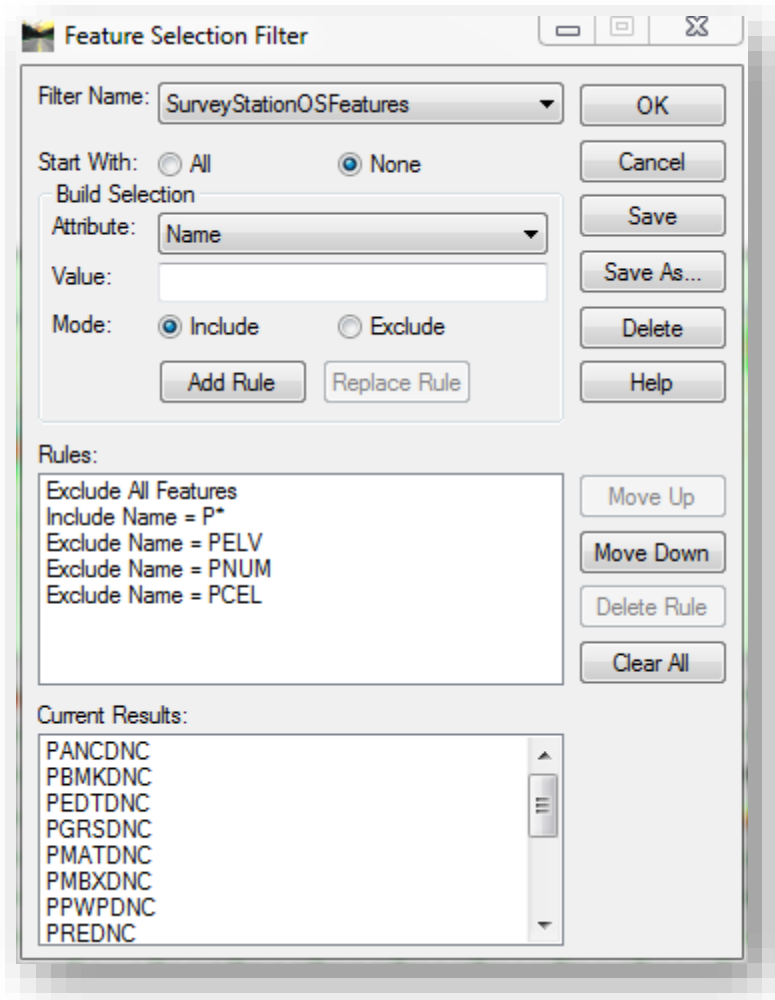 Feature Selection Filter
Filter Name: SurveyStationOSFeatures OK
Start With: All None Cancel
Build Selection
Attribute: Name Save
Value: Save As...
Mode: Include Exclude Delete
Add Rule Replace Rule Help
Rules:
Exclude All Features
Include Name = P*
Exclude Name = PELV
Exclude Name = PNUM
Exclude Name = PCEL
Move Up
Move Down
Delete Rule
Clear All
Current Results:
PANCDNC
PBMKDNC
PEDTDNC
PGRSDNC
PMATDNC
PMBXDNC
PPWPDNC
PREDNC